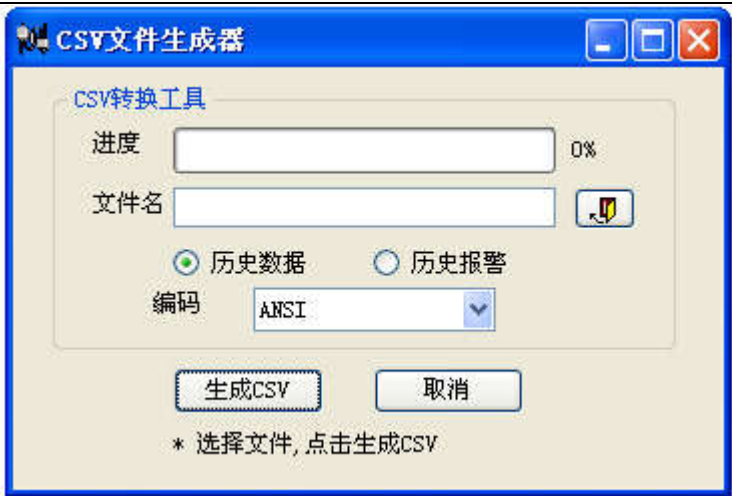 CSV文件生成器
CSV转换工具
进度 0%
文件名
历史数据 历史报警
编码 ANSI
生成CSV 取消
* 选择文件,点击生成CSV